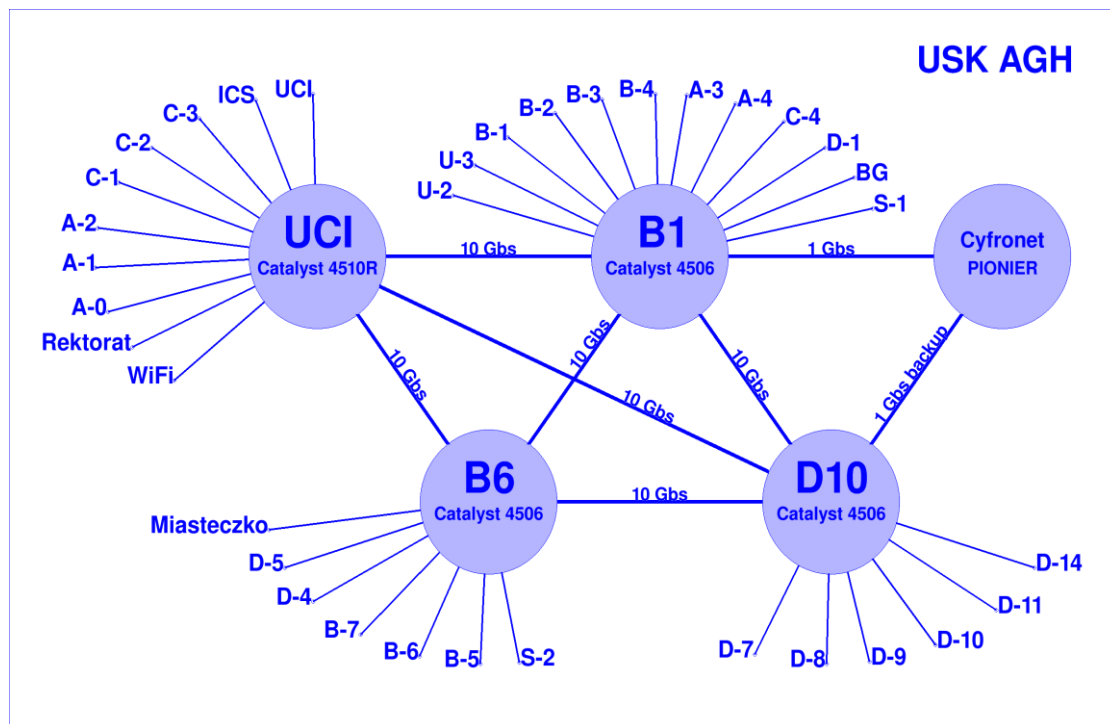 USK AGH
UCI
ICS
C-3
C-2
C-1
A-2
A-1
A-0
Rektorat
WiFi
UCI
Catalyst 4510R
10 Gbs
U-2
U-3
B-1
B-2
B-3
B-4
A-3
A-4
C-4
D-1
BG
S-1
B1
Catalyst 4506
1 Gbs
Cyfronet
PIONIER
10 Gbs
10 Gbs
10 Gbs
10 Gbs
1 Gbs backup
B6
Catalyst 4506
10 Gbs
D10
Catalyst 4506
Miasteczko
D-5
D-4
B-7
B-6
B-5
S-2
D-7
D-8
D-9
D-10
D-11
D-14